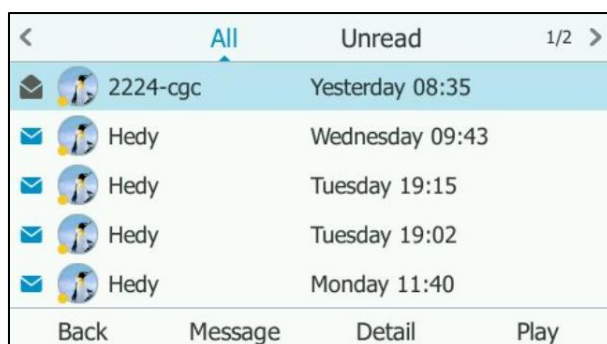 < All Unread 1/2 >
2224-cgc Yesterday 08:35
Hedy Wednesday 09:43
Hedy Tuesday 19:15
Hedy Tuesday 19:02
Hedy Monday 11:40
Back Message Detail Play